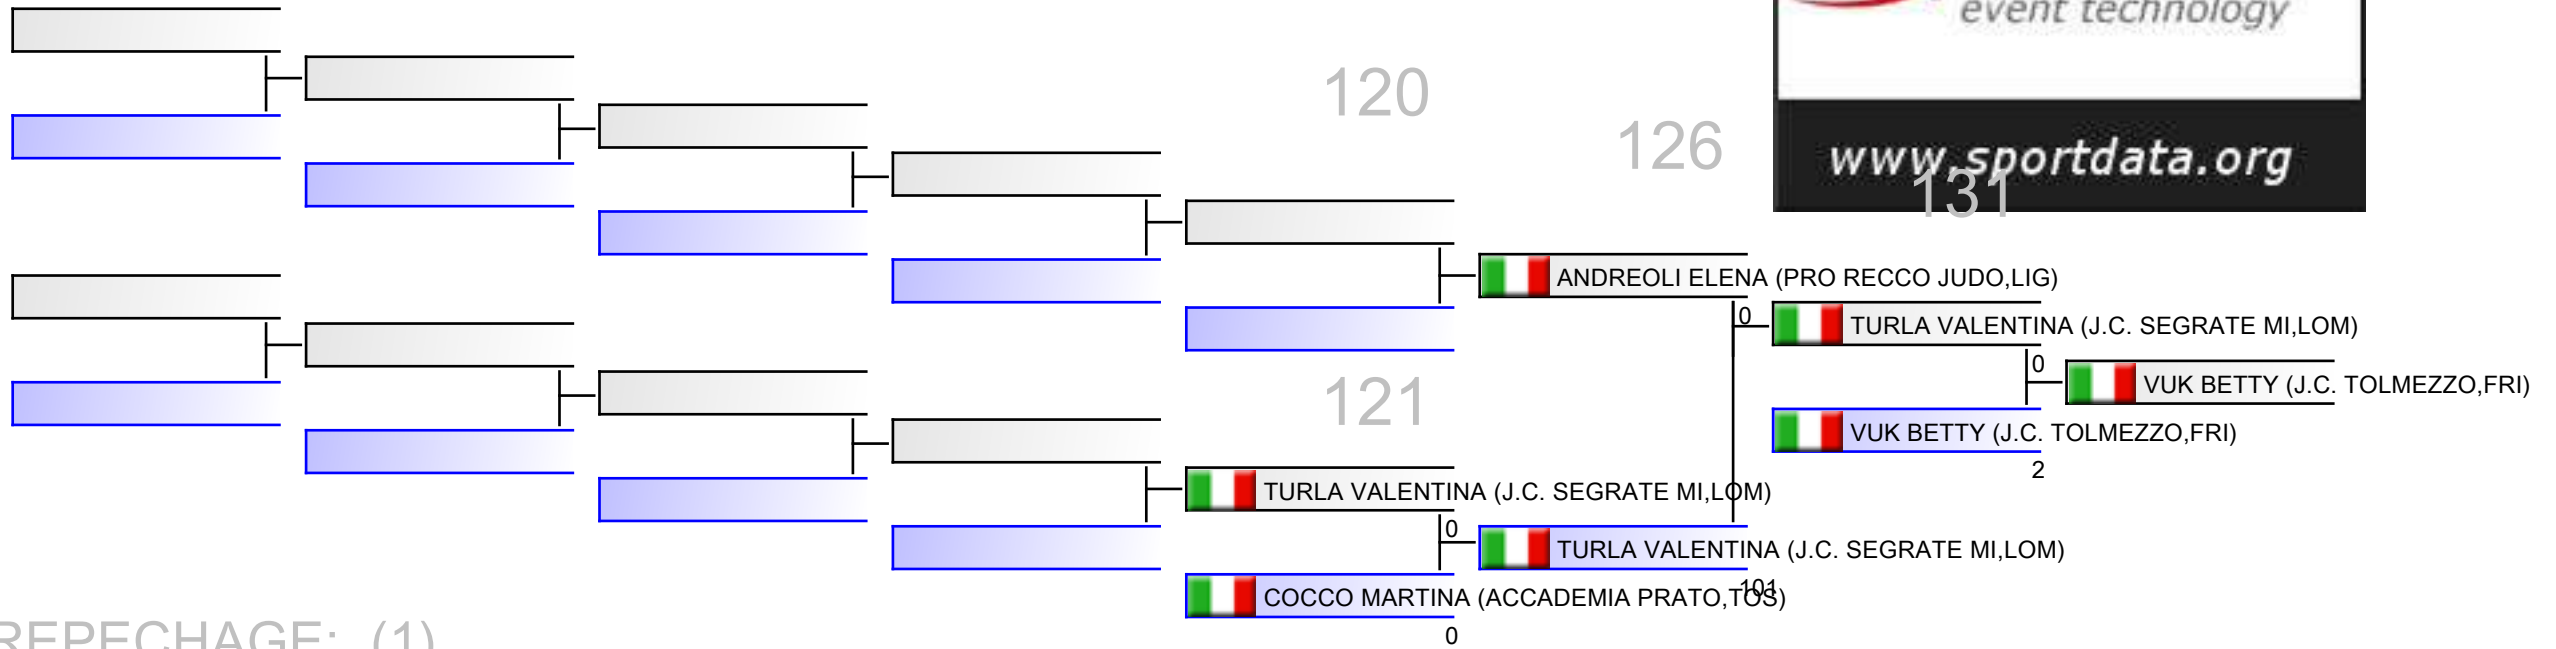 event technology
120
126
www.sportdata.org
131
ANDREOLI ELENA (PRO RECCO JUDO,LIG)
0
TURLA VALENTINA (J.C. SEGRATE MI,LOM)
0
VUK BETTY (J.C. TOLMEZZO,FRI)
121
VUK BETTY (J.C. TOLMEZZO,FRI)
2
TURLA VALENTINA (J.C. SEGRATE MI,LOM)
0
TURLA VALENTINA (J.C. SEGRATE MI,LOM)
101
COCCO MARTINA (ACCADEMIA PRATO,TOS)
0
REPECHAGE: (1)